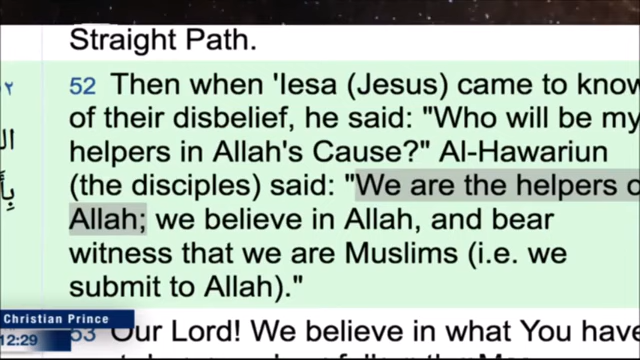 Straight Path.
52 Then when 'Iesa (Jesus) came to know
of their disbelief, he said: "Who will be my
helpers in Allah's Cause?" Al-Hawariun
(the disciples) said: "We are the helpers o
Allah; we believe in Allah, and bear
witness that we are Muslims (i.e. we
submit to Allah)."
53 Our Lord! We believe in what You have
Christian Prince
12:29